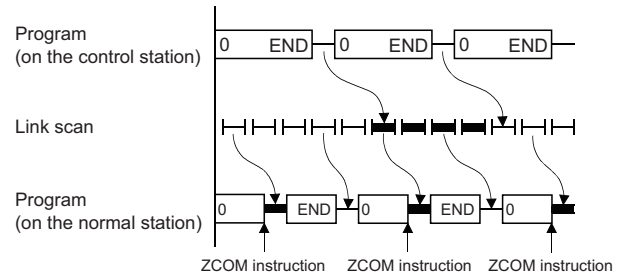 Program
(on the control station)
0 END 0 END 0 END
Link scan
Program
(on the normal station)
0 END 0 END 0
ZCOM instruction ZCOM instruction ZCOM instruction